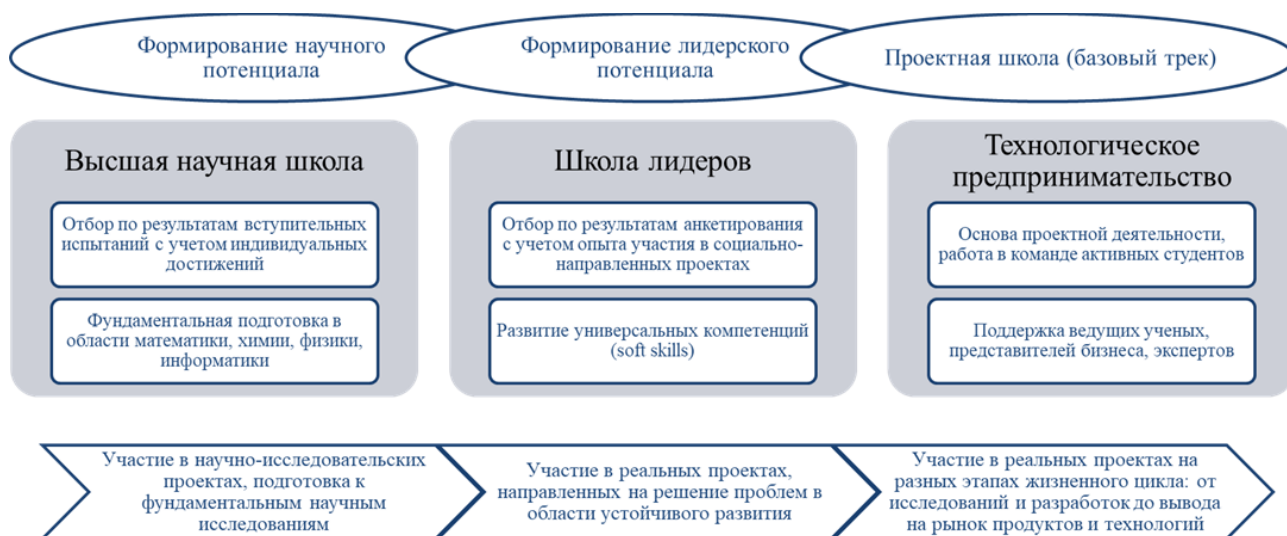 Формирование научного
потенциала
Формирование лидерского
потенциала
Проектная школа (базовый трек)
Высшая научная школа
Отбор по результатам вступительных
испытаний с учетом индивидуальных
достижений
Фундаментальная подготовка в
области математики, химии, физики,
информатики
Школа лидеров
Отбор по результатам анкетирования
с учетом опыта участия в социально-
направленных проектах
Развитие универсальных компетенций
(soft skills)
Технологическое
предпринимательство
Основа проектной деятельности,
работа в команде активных студентов
Поддержка ведущих ученых,
представителей бизнеса, экспертов
Участие в научно-исследовательских
проектах, подготовка к
фундаментальным научным
исследованиям
Участие в реальных проектах,
направленных на решение проблем в
области устойчивого развития
Участие в реальных проектах на
разных этапах жизненного цикла: от
исследований и разработок до вывода
на рынок продуктов и технологий